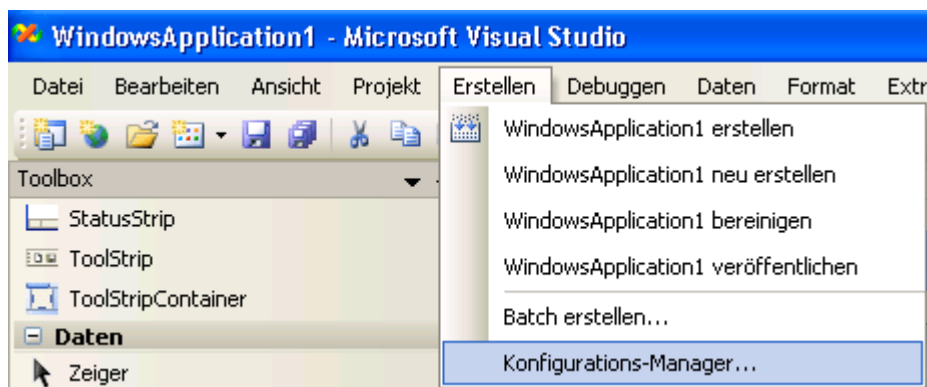 WindowsApplication1 - Microsoft Visual Studio
Datei Bearbeiten Ansicht Projekt Erstellen Debuggen Daten Format Extr
WindowsApplication1 erstellen
WindowsApplication1 neu erstellen
WindowsApplication1 bereinigen
WindowsApplication1 veröffentlichen
Batch erstellen...
Konfigurations-Manager...
Toolbox
StatusStrip
ToolStrip
ToolStripContainer
Daten
Zeiger